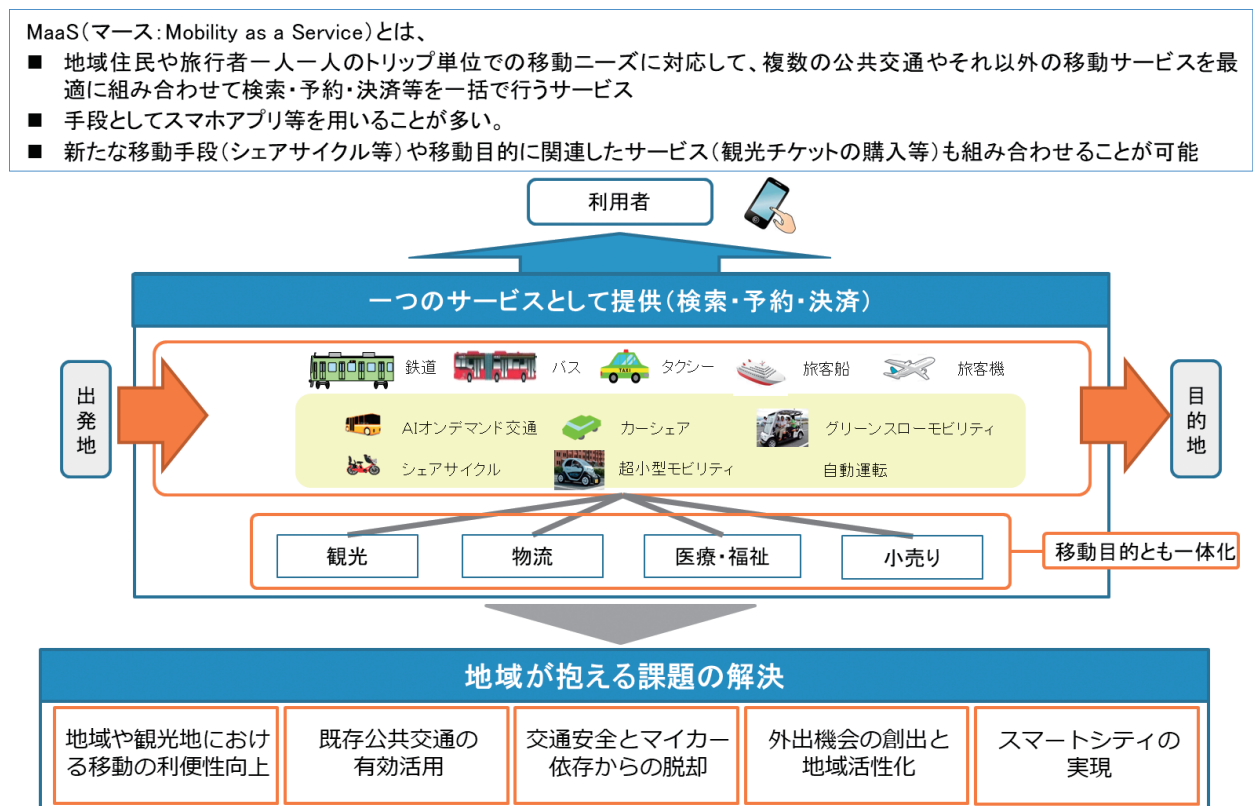 MaaS(マース:Mobility as a Service)とは、
■ 地域住民や旅行者一人一人のトリップ単位での移動ニーズに対応して、複数の公共交通やそれ以外の移動サービスを最
適に組み合わせて検索・予約・決済等を一括で行うサービス
■ 手段としてスマホアプリ等を用いることが多い。
■ 新たな移動手段(シェアサイクル等)や移動目的に関連したサービス(観光チケットの購入等)も組み合わせることが可能
利用者
一つのサービスとして提供(検索・予約・決済)
出発地
鉄道 バス タクシー 旅客船 旅客機
TAXI
AIオンデマンド交通 カーシェア グリーンスローモビリティ
シェアサイクル 超小型モビリティ 自動運転
目的地
観光 物流 医療・福祉 小売り
移動目的とも一体化
地域が抱える課題の解決
地域や観光地におけ
る移動の利便性向上
既存公共交通の
有効活用
交通安全とマイカー
依存からの脱却
外出機会の創出と
地域活性化
スマートシティの
実現